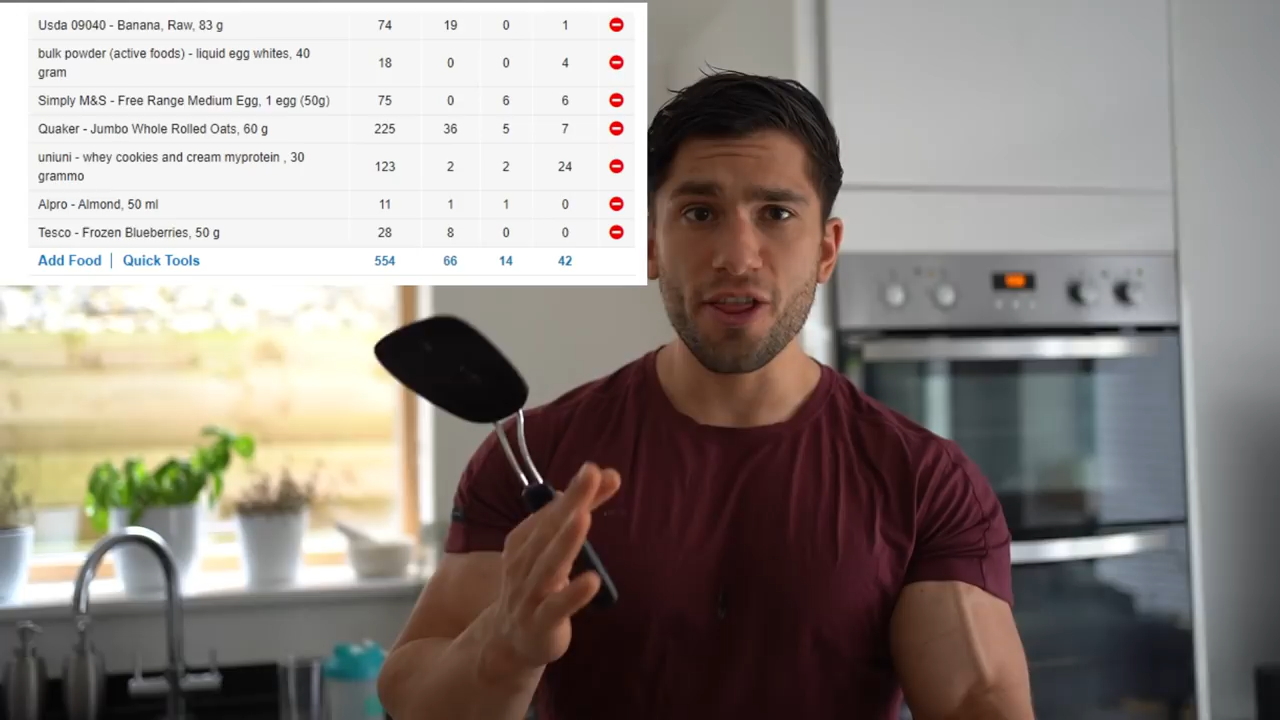 Usda 09040 - Banana, Raw, 83 g 74 19 0 1
bulk powder (active foods) - liquid egg whites, 40
gram 18 0 0 4
Simply M&S - Free Range Medium Egg, 1 egg (50g) 75 0 6 6
Quaker - Jumbo Whole Rolled Oats, 60 g 225 36 5 7
uniuni - whey cookies and cream myprotein , 30
grammo 123 2 2 24
Alpro - Almond, 50 ml 11 1 1 0
Tesco - Frozen Blueberries, 50 g 28 8 0 0
Add Food | Quick Tools 554 66 14 42